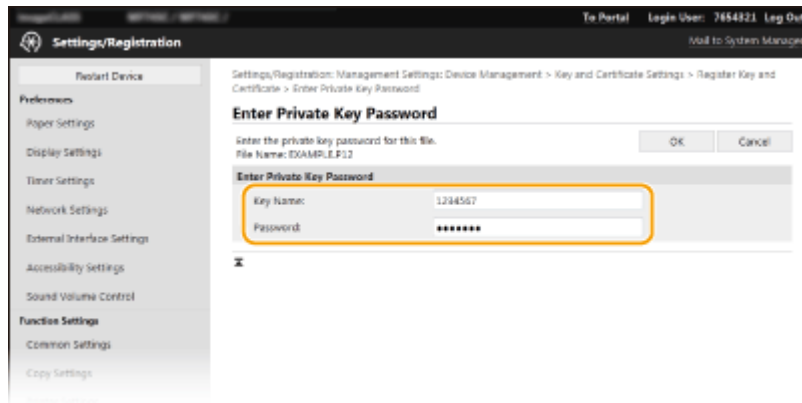 To Portal Login User: 7654321 Log Out
Settings/Registration
Mail to System Manager
Restart Device
Preferences
Paper Settings
Display Settings
Timer Settings
Network Settings
External Interface Settings
Accessibility Settings
Sound Volume Control
Function Settings
Common Settings
Copy Settings
Settings/Registration: Management Settings: Device Management > Key and Certificate Settings > Register Key and
Certificate > Enter Private Key Password
Enter Private Key Password
Enter the private key password for this file.
File Name: EXAMPLE.P12
OK Cancel
Enter Private Key Password
Key Name: 1234567
Password: •••••••